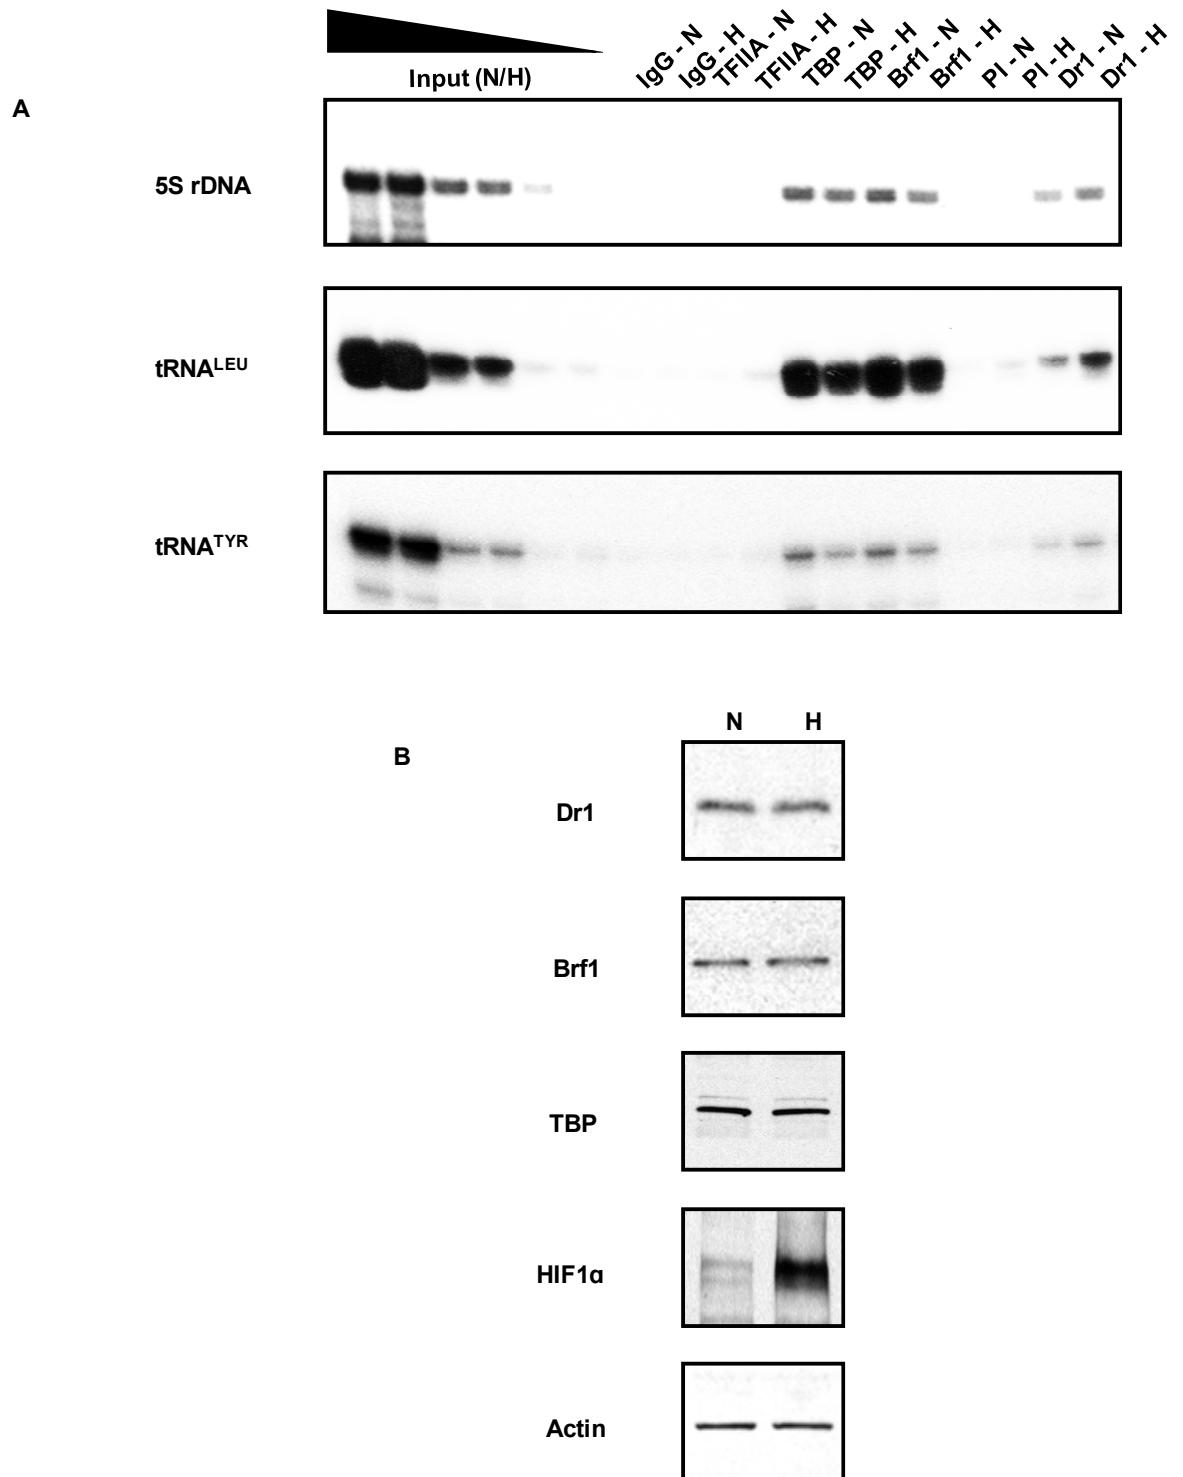 IgG - N
IgG - H
TFIIA - N
TFIIA - H
TBP - N
TBP - H
Brf1 - N
Brf1 - H
PI - N
PI - H
Dr1 - N
Dr1 - H
Input (N/H)
A
5S rDNA
tRNALEU
tRNATYR
N H
B
Dr1
Brf1
TBP
HIF1α
Actin